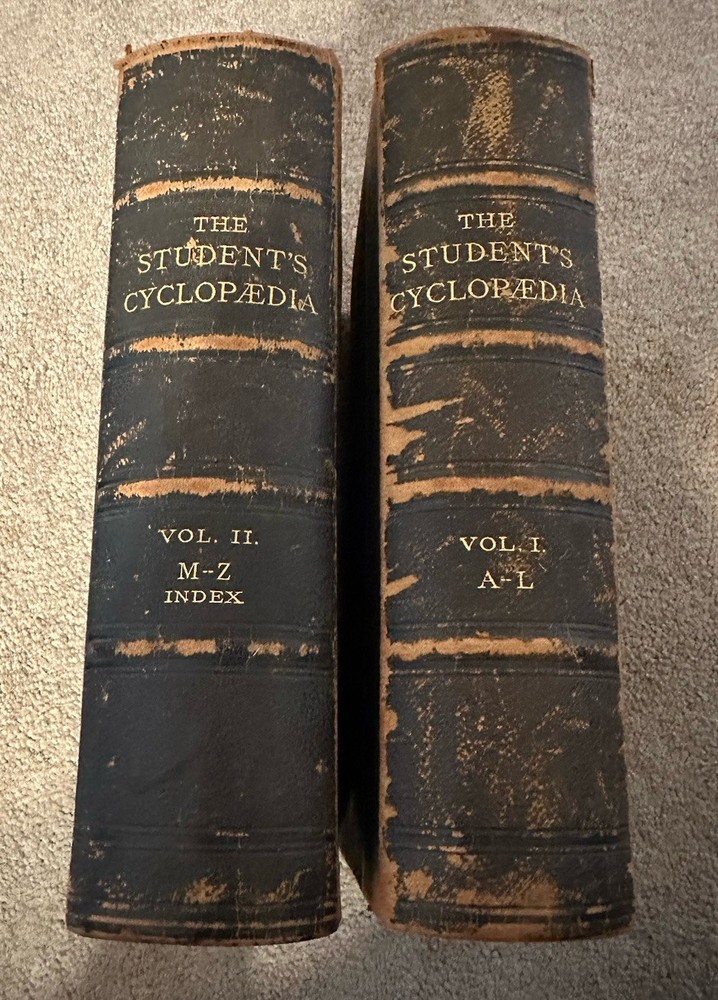 THE
STUDENT'S
CYCLOPÆDIA
VOL. II.
M--Z
INDEX
THE
STUDENT'S
CYCLOPÆDIA
VOL. I.
A--L